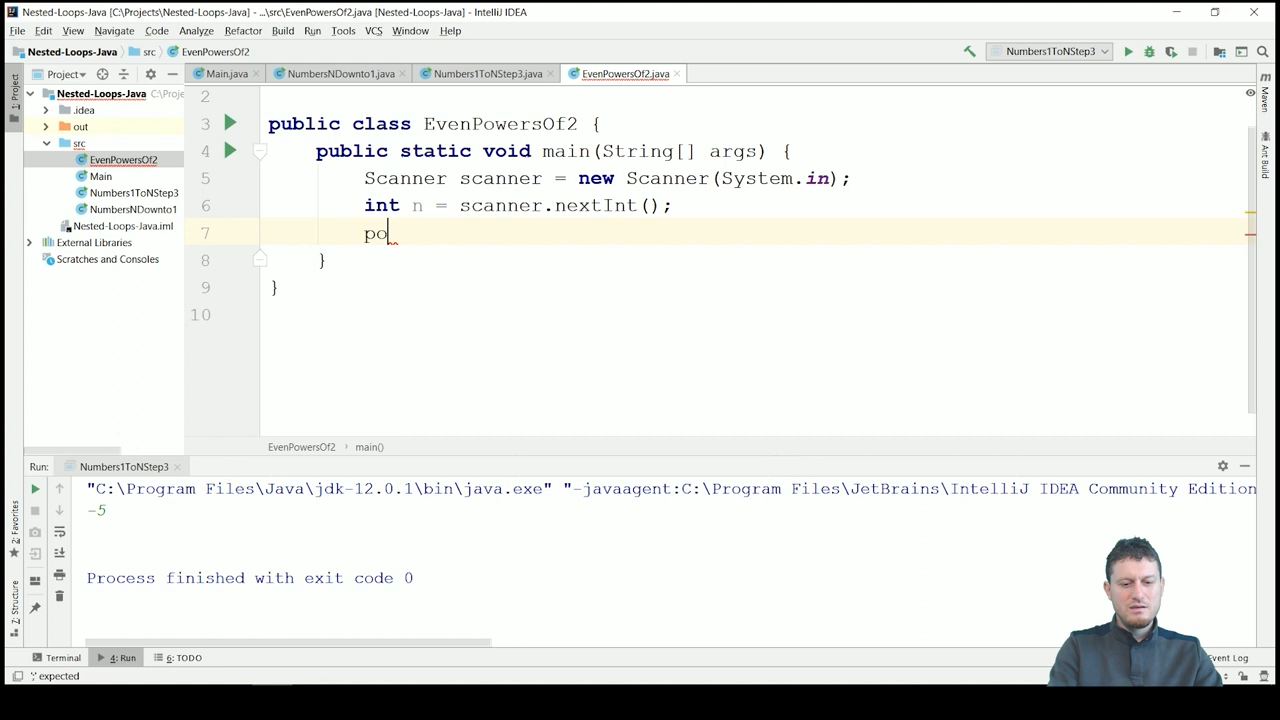 Nested-Loops-Java [C:\Projects\Nested-Loops-Java] - ...\src\EvenPowersOf2.java [Nested-Loops-Java] - IntelliJ IDEA
File Edit View Navigate Code Analyze Refactor Build Run Tools VCS Window Help
Nested-Loops-Java src EvenPowersOf2 Numbers1ToNStep3
Project Main.java NumbersNDownto1.java Numbers1ToNStep3.java EvenPowersOf2.java
1: Project
Maven
Ant Build
Nested-Loops-Java C:\Proje
.idea
out
src
EvenPowersOf2
Main
Numbers1ToNStep3
NumbersNDownto1
Nested-Loops-Java.iml
External Libraries
Scratches and Consoles
2
3 public class EvenPowersOf2 {
4 public static void main(String[] args) {
5 Scanner scanner = new Scanner(System.in);
6 int n = scanner.nextInt();
7 po
8 }
9 }
10
EvenPowersOf2 main()
Run: Numbers1ToNStep3
"C:\Program Files\Java\jdk-12.0.1\bin\java.exe" "-javaagent:C:\Program Files\JetBrains\IntelliJ IDEA Community Edition
-5
Process finished with exit code 0
2: Favorites
7: Structure
Terminal 4: Run 6: TODO vent Log
';' expected